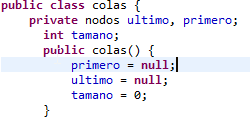 public class colas {
private nodos ultimo, primero;
int tamano;
public colas() {
primero = null;
ultimo = null;
tamano = 0;
}